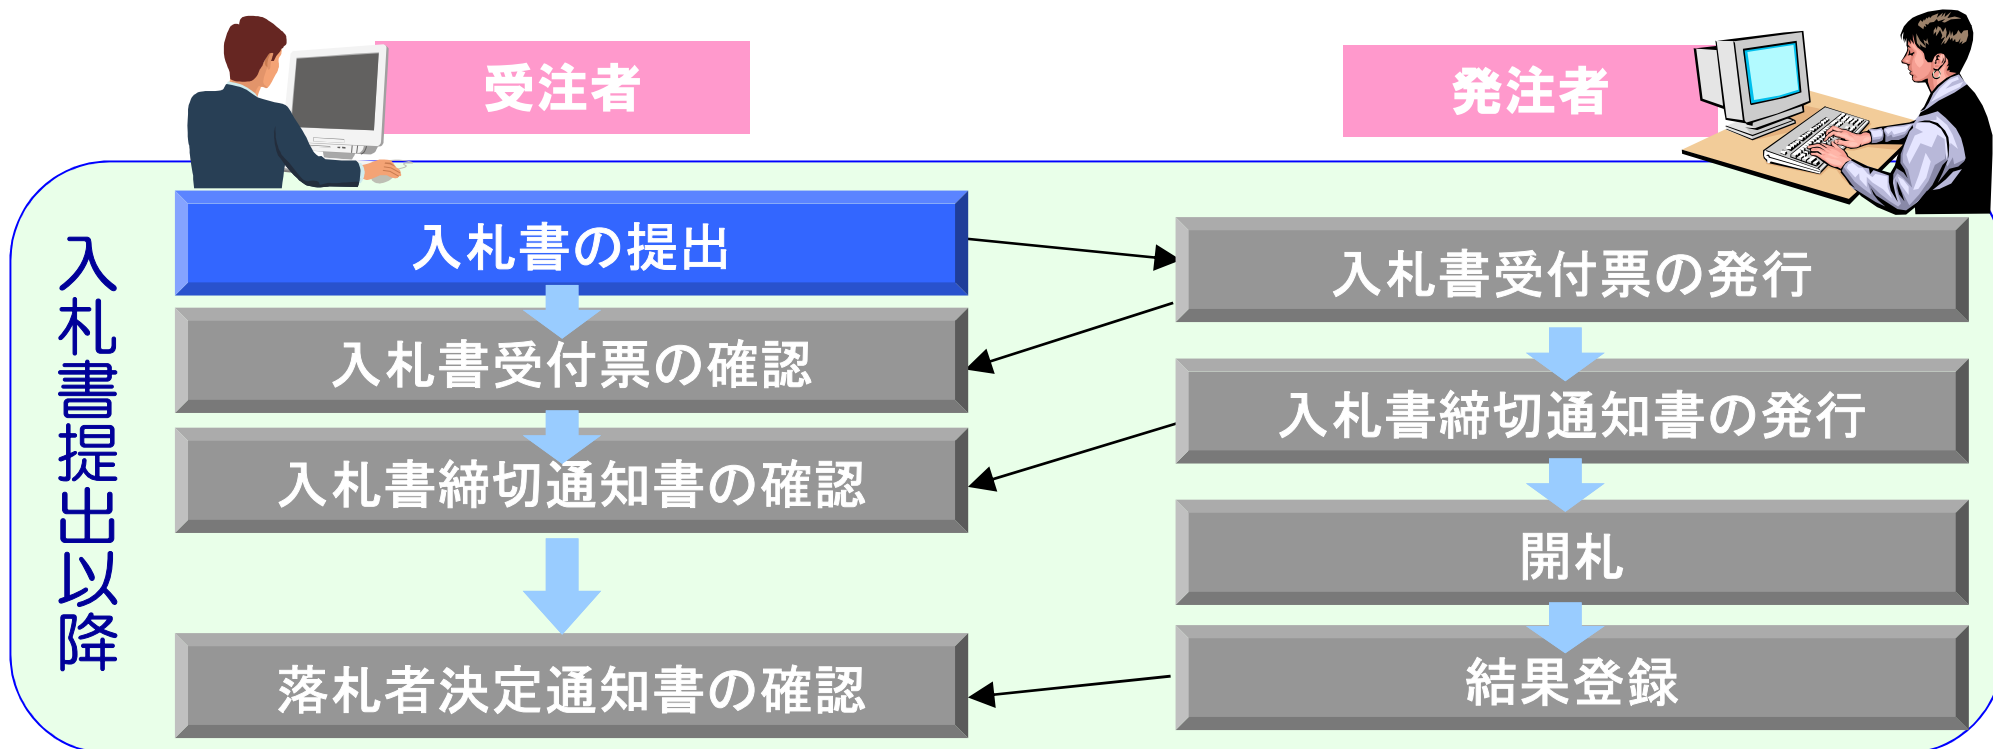 受注者
発注者
入札書提出以降
入札書の提出
入札書受付票の確認
入札書締切通知書の確認
落札者決定通知書の確認
入札書受付票の発行
入札書締切通知書の発行
開札
結果登録